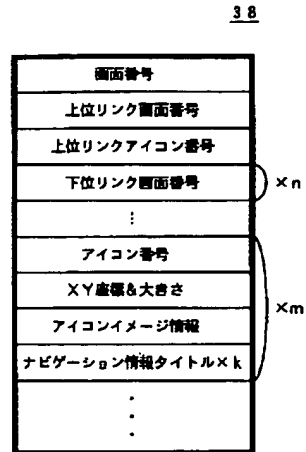 38
画面番号
上位リンク画面番号
上位リンクアイコン番号
下位リンク画面番号
×n
⋮
アイコン番号
XY座標&大きさ
×m
アイコンイメージ情報
ナビゲーション情報タイトル×k
・
・
・